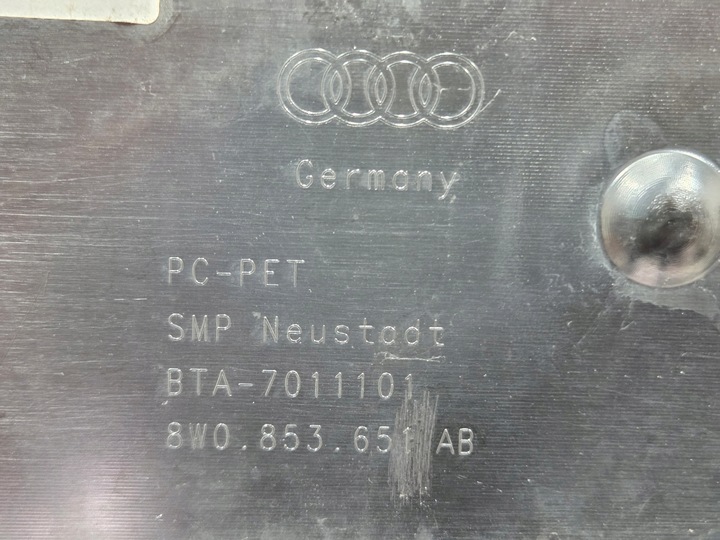 Germany
PC-PET
SMP Neustadt
BTA-7011101
8W0.853.651 AB